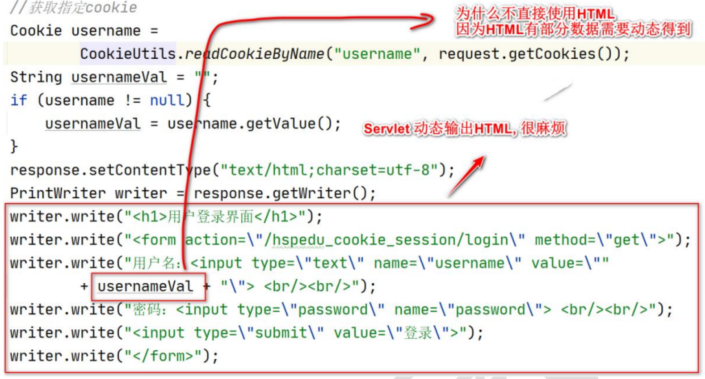 //获取指定cookie
Cookie username =
CookieUtils.readCookieByName("username", request.getCookies());
String usernameVal = "";
if (username != null) {
usernameVal = username.getValue();
}
response.setContentType("text/html;charset=utf-8");
PrintWriter writer = response.getWriter();
writer.write("<h1>用户登录界面</h1>");
writer.write("<form action=\"/hspedu_cookie_session/login\" method=\"get\">");
writer.write("用户名：<input type=\"text\" name=\"username\" value=\""
+ usernameVal + "\"> <br/><br/>");
writer.write("密码：<input type=\"password\" name=\"password\"> <br/><br/>");
writer.write("<input type=\"submit\" value=\"登录\">");
writer.write("</form>");
为什么不直接使用HTML
因为HTML有部分数据需要动态得到
Servlet 动态输出HTML, 很麻烦